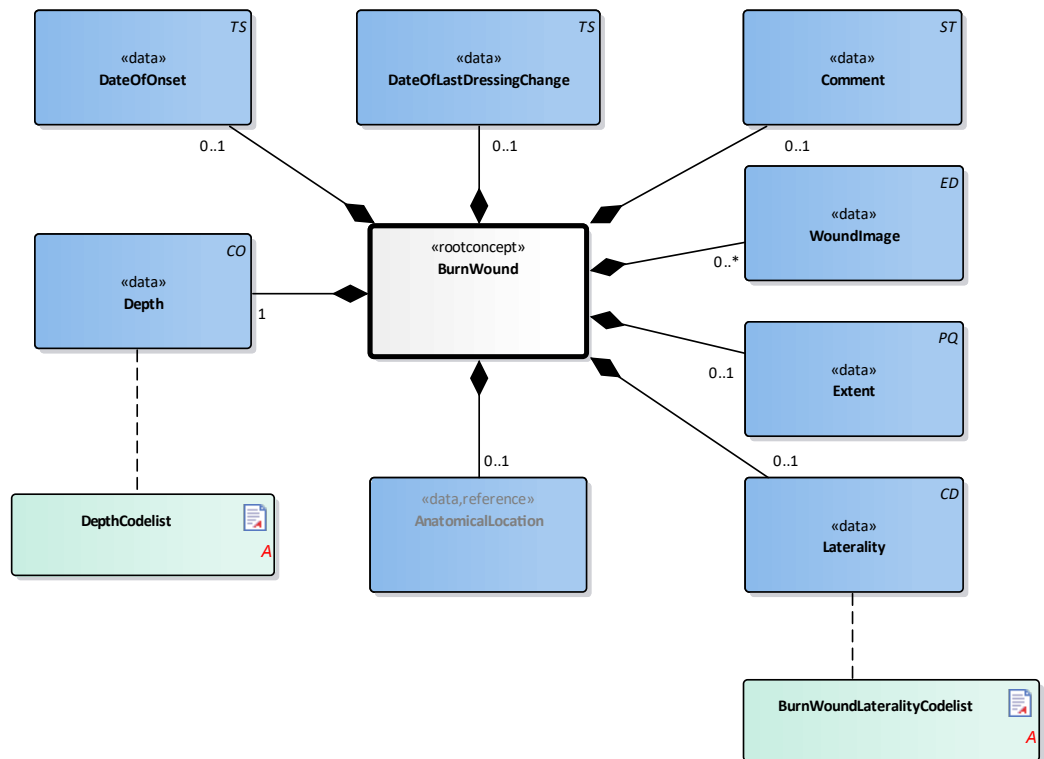 TS
«data»
DateOfOnset
0..1
TS
«data»
DateOfLastDressingChange
0..1
ST
«data»
Comment
0..1
ED
«data»
WoundImage
0..*
CO
«data»
Depth
1
«rootconcept»
BurnWound
PQ
«data»
Extent
0..1
0..1
«data,reference»
AnatomicalLocation
0..1
CD
«data»
Laterality
DepthCodelist
A
BurnWoundLateralityCodelist
A